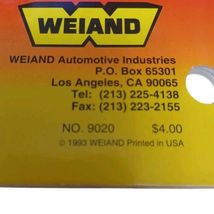 WEIAND
WEIAND Automotive Industries
P.O. Box 65301
Los Angeles, CA 90065
Tel: (213) 225-4138
Fax: (213) 223-2155
NO. 9020 $4.00
© 1993 WEIAND Printed in USA